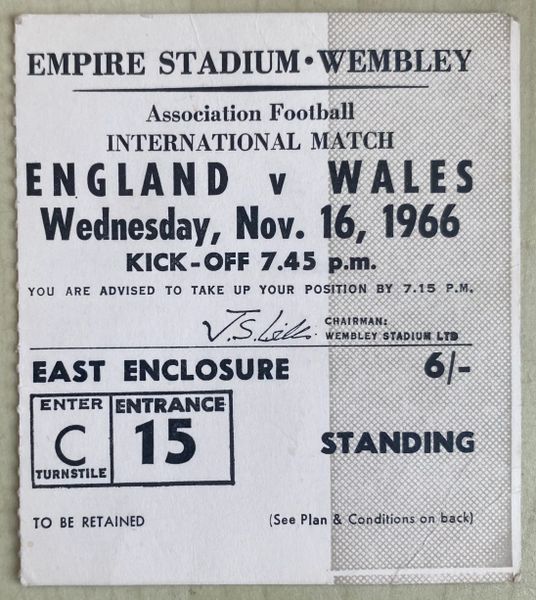 EMPIRE STADIUM • WEMBLEY
Association Football
INTERNATIONAL MATCH
ENGLAND v WALES
Wednesday, Nov. 16, 1966
KICK-OFF 7.45 p.m.
YOU ARE ADVISED TO TAKE UP YOUR POSITION BY 7.15 P.M.
CHAIRMAN:
WEMBLEY STADIUM LTD
EAST ENCLOSURE 6/-
ENTER
C
TURNSTILE
ENTRANCE
15
STANDING
TO BE RETAINED (See Plan & Conditions on back)